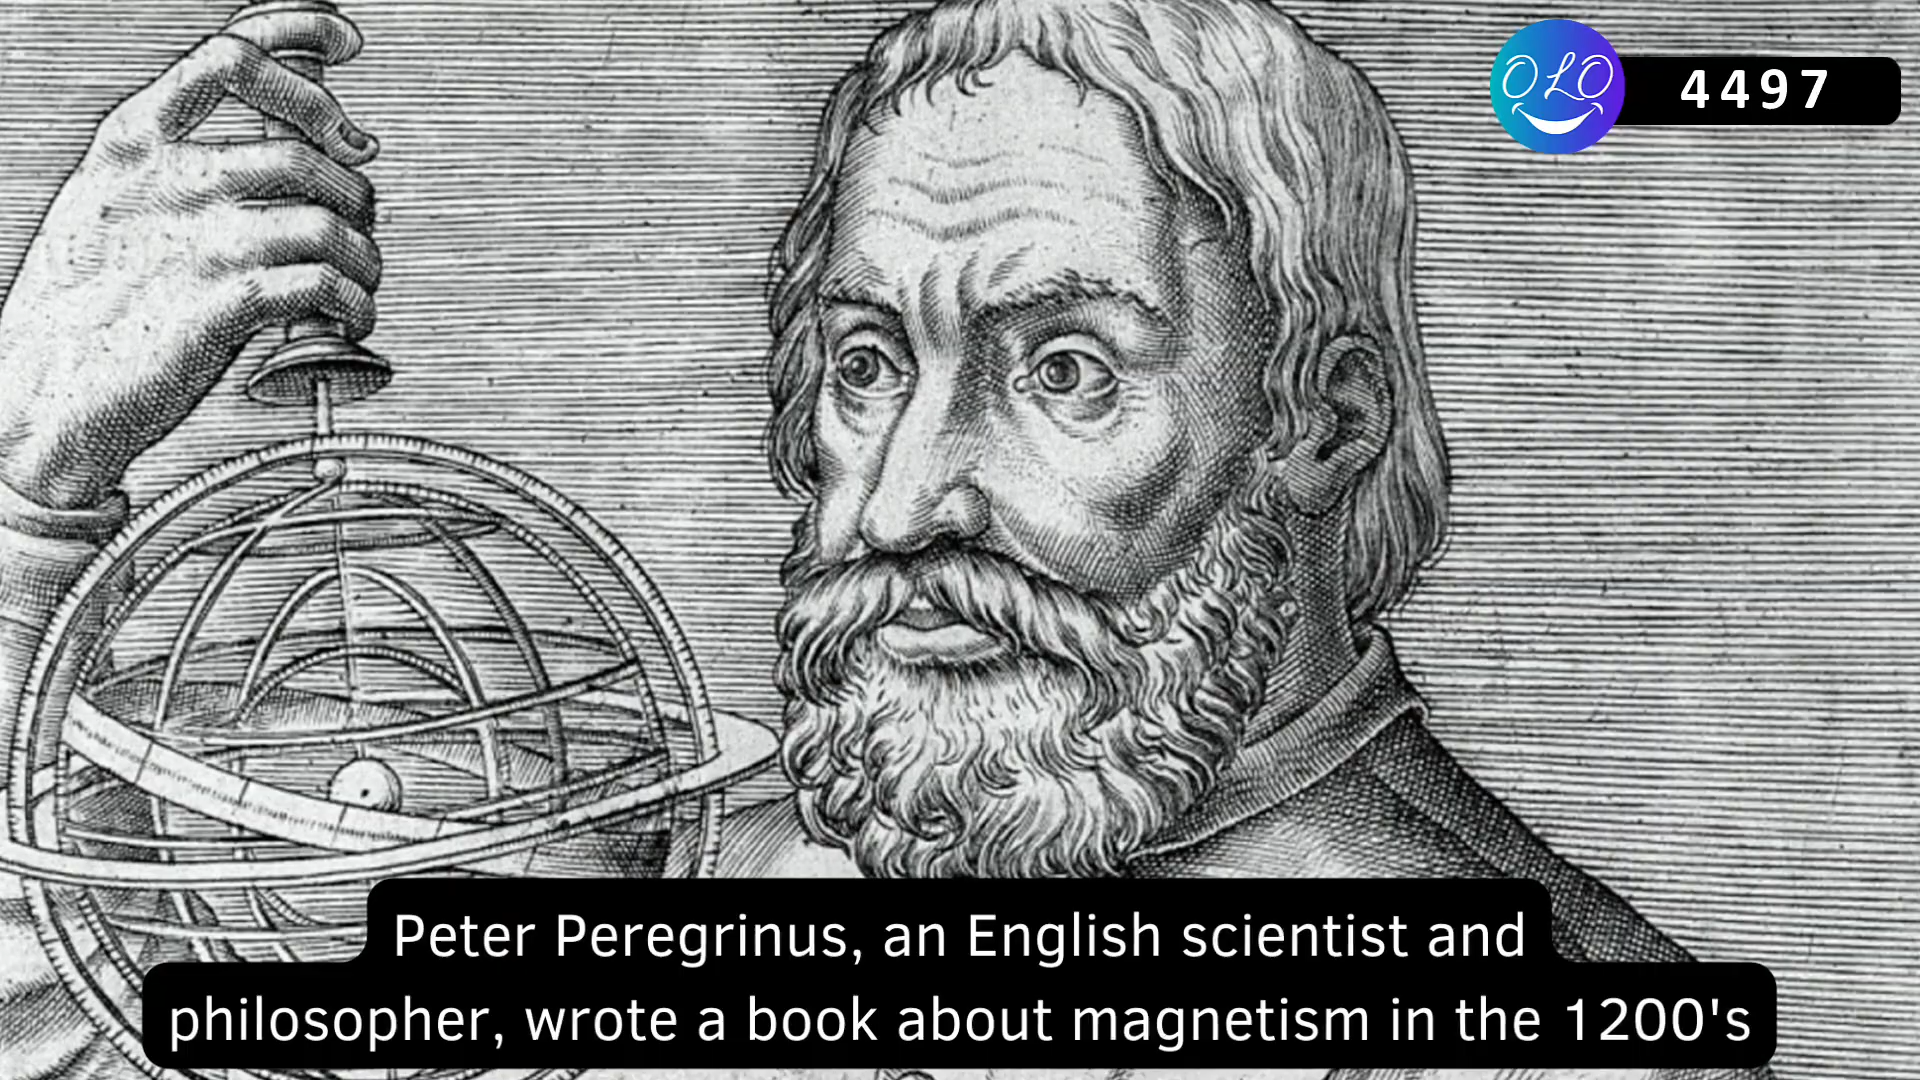 OLO
4497
Peter Peregrinus, an English scientist and
philosopher, wrote a book about magnetism in the 1200's